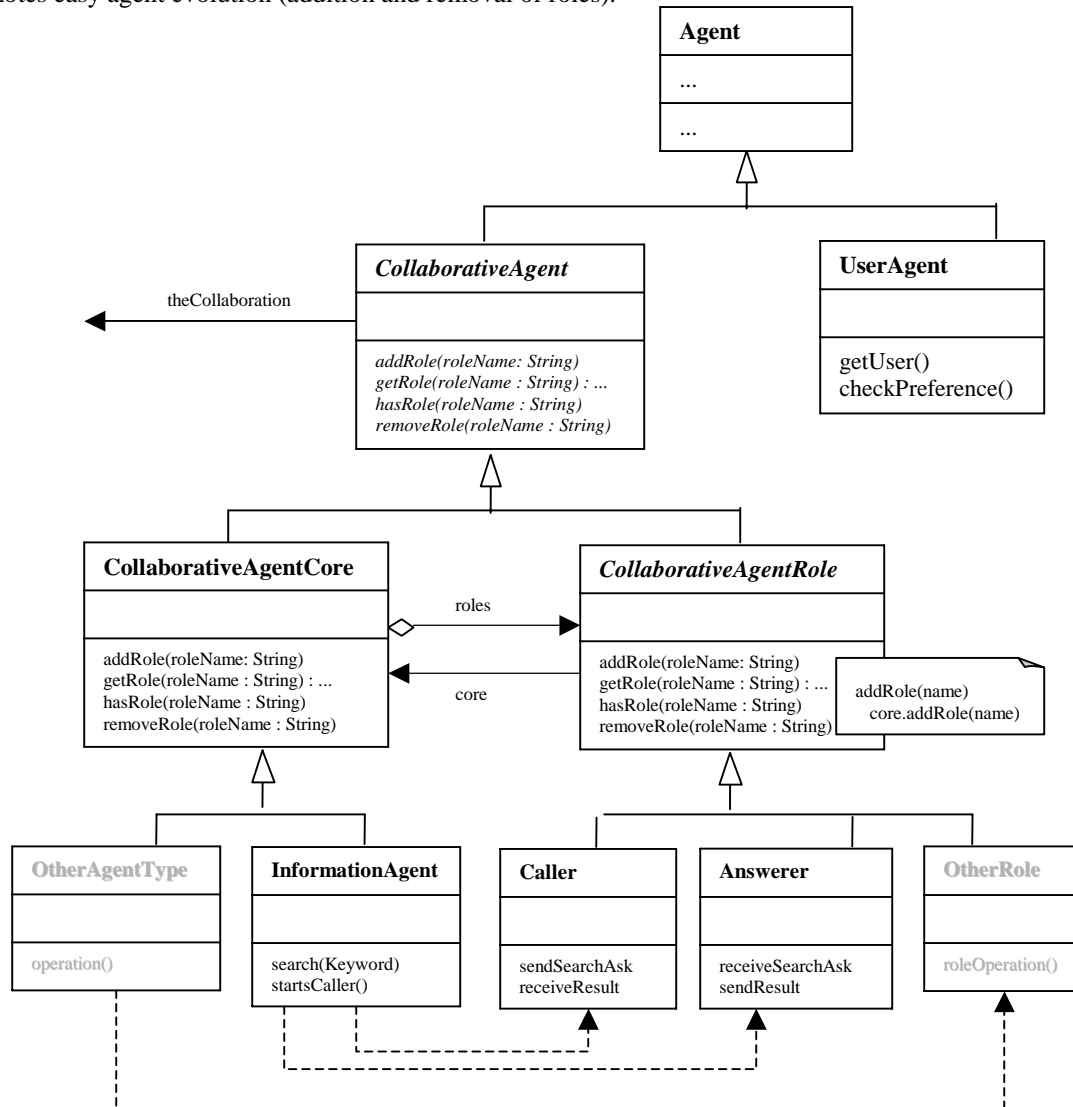 notes easy agent evolution (addition and removal of roles).
Agent
...
...
CollaborativeAgent
UserAgent
theCollaboration
addRole(roleName: String)
getRole(roleName : String) : ...
hasRole(roleName : String)
removeRole(roleName : String)
getUser()
checkPreference()
CollaborativeAgentCore
CollaborativeAgentRole
roles
core
addRole(roleName: String)
getRole(roleName : String) : ...
hasRole(roleName : String)
removeRole(roleName : String)
addRole(roleName: String)
getRole(roleName : String) : ...
hasRole(roleName : String)
removeRole(roleName : String)
addRole(name)
core.addRole(name)
OtherAgentType
InformationAgent
Caller
Answerer
OtherRole
operation()
search(Keyword)
startsCaller()
sendSearchAsk
receiveResult
receiveSearchAsk
sendResult
roleOperation()